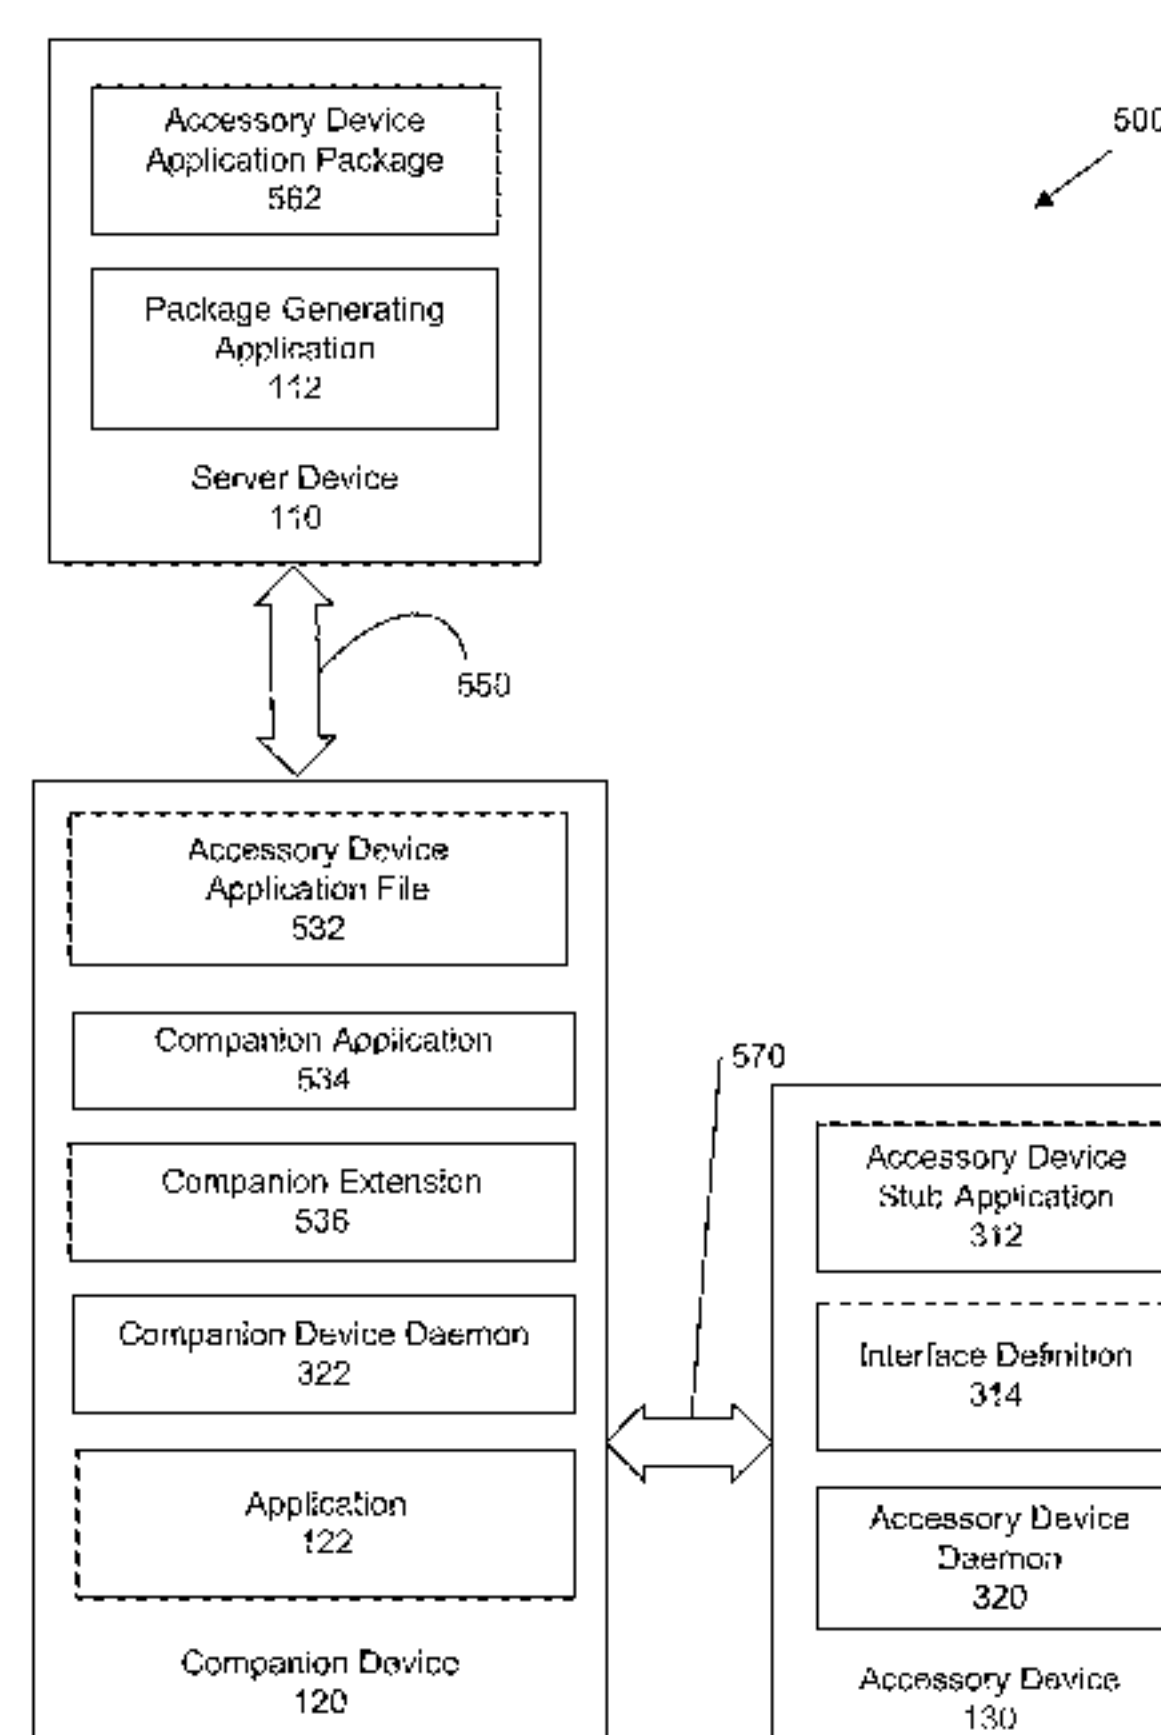 Accessory Device
Application Package
562
500
Package Generating
Application
112
Server Device
110
550
Accessory Device
Application File
532
Companion Application
534
570
Companion Extension
536
Accessory Device
Stub Application
312
Companion Device Daemon
322
Interface Definition
314
Application
122
Accessory Device
Daemon
320
Companion Device
120
Accessory Device
130